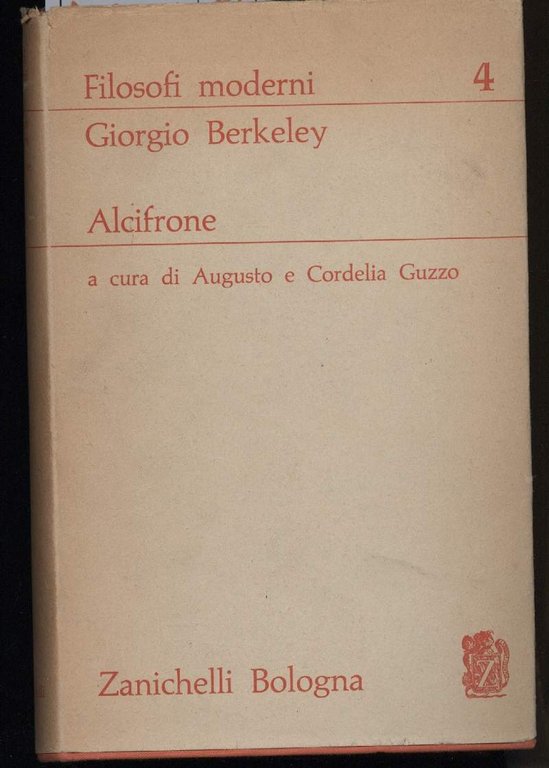 Filosofi moderni 4
Giorgio Berkeley
Alcifrone
a cura di Augusto e Cordelia Guzzo
Zanichelli Bologna
Z